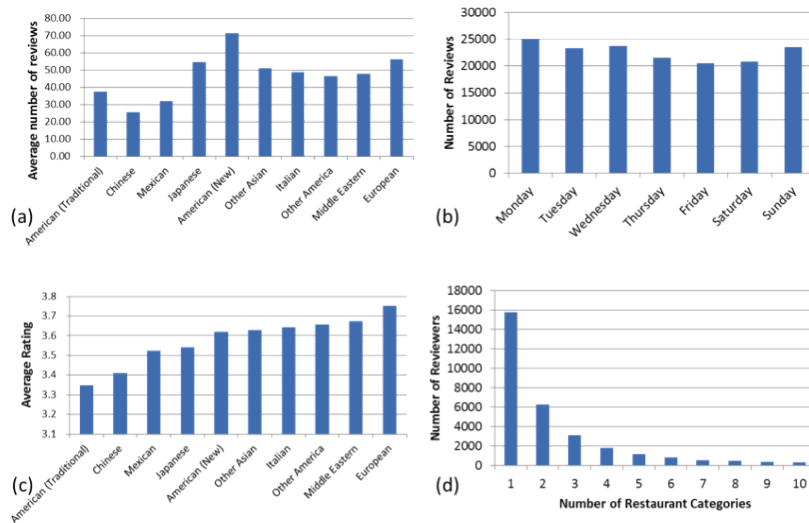 Average number of reviews
80.00
70.00
60.00
50.00
40.00
30.00
20.00
10.00
0.00
American (Traditional)
Chinese
Mexican
Japanese
American (New)
Other Asian
Italian
Other America
Middle Eastern
European
(a)
Number of Reviews
30000
25000
20000
15000
10000
5000
0
Monday
Tuesday
Wednesday
Thursday
Friday
Saturday
Sunday
(b)
Average Rating
3.8
3.7
3.6
3.5
3.4
3.3
3.2
3.1
American (Traditional)
Chinese
Mexican
Japanese
American (New)
Other Asian
Italian
Other America
Middle Eastern
European
(c)
Number of Reviewers
18000
16000
14000
12000
10000
8000
6000
4000
2000
0
1 2 3 4 5 6 7 8 9 10
Number of Restaurant Categories
(d)